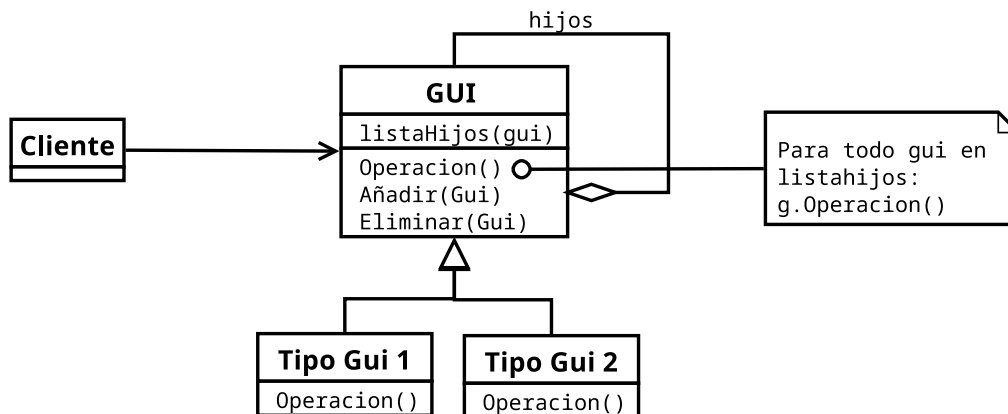 hijos
GUI
listaHijos(gui)
Operacion()
Añadir(Gui)
Eliminar(Gui)
Cliente
Para todo gui en
listahijos:
g.Operacion()
Tipo Gui 1
Operacion()
Tipo Gui 2
Operacion()